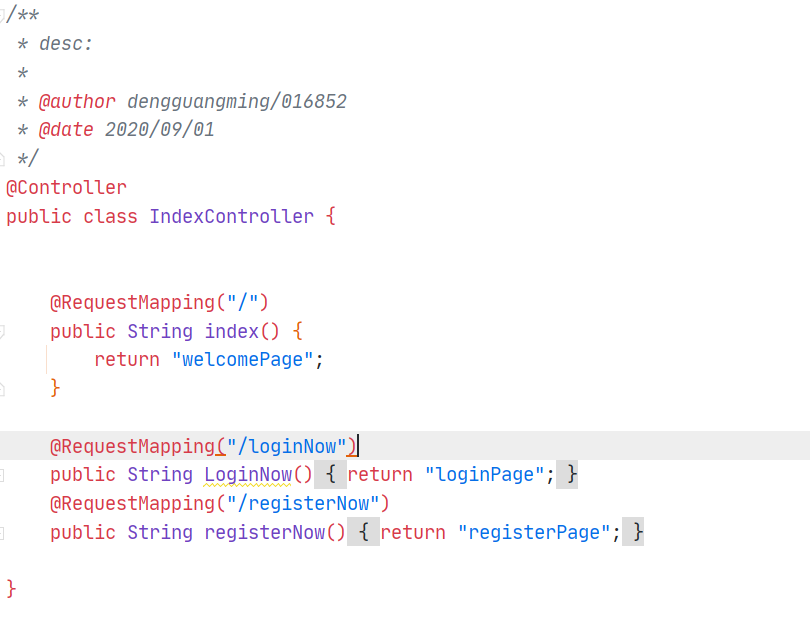 /**
 * desc:
 *
 * @author dengguangming/016852
 * @date 2020/09/01
 */
@Controller
public class IndexController {
    @RequestMapping("/")
    public String index() {
        return "welcomePage";
    }
    @RequestMapping("/loginNow")
    public String LoginNow() { return "loginPage"; }
    @RequestMapping("/registerNow")
    public String registerNow() { return "registerPage"; }
}